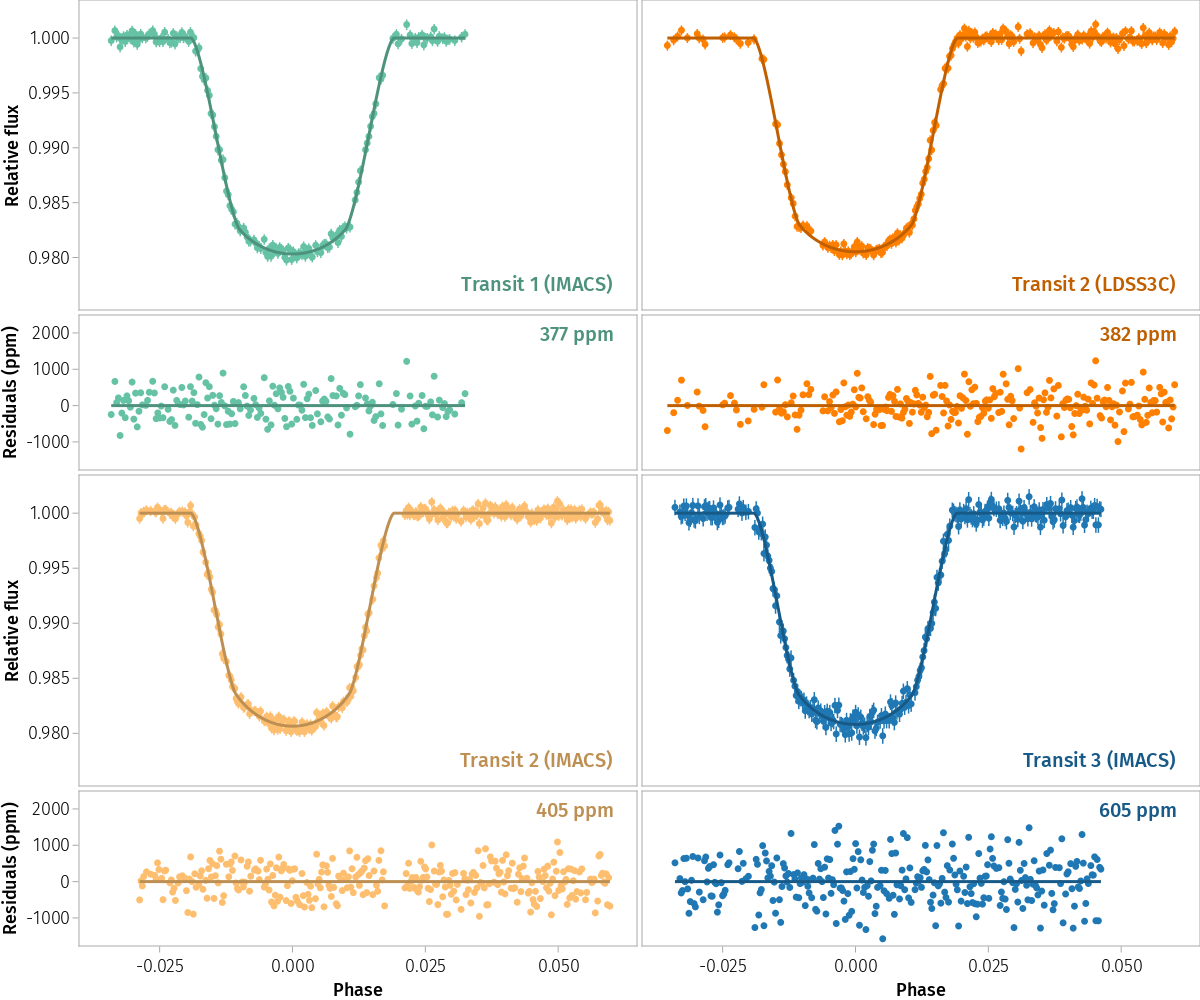 Relative flux
1.000
0.995
0.990
0.985
0.980
Transit 1 (IMACS)
Transit 2 (LDSS3C)
Residuals (ppm)
2000
1000
0
-1000
377 ppm
382 ppm
Relative flux
1.000
0.995
0.990
0.985
0.980
Transit 2 (IMACS)
Transit 3 (IMACS)
Residuals (ppm)
2000
1000
0
-1000
405 ppm
605 ppm
-0.025 0.000 0.025 0.050
-0.025 0.000 0.025 0.050
Phase
Phase